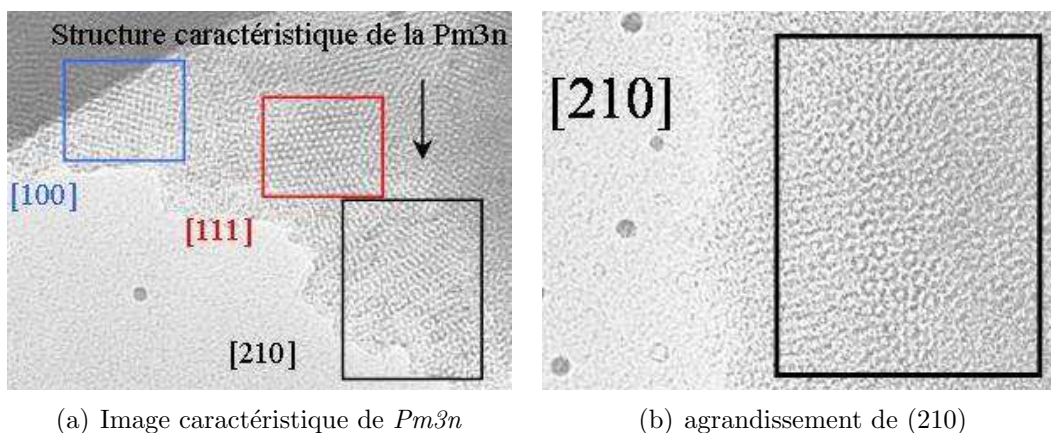 Structure caractéristique de la Pm3n
[100]
[111]
[210]
[210]
(a) Image caractéristique de Pm3n
(b) agrandissement de (210)